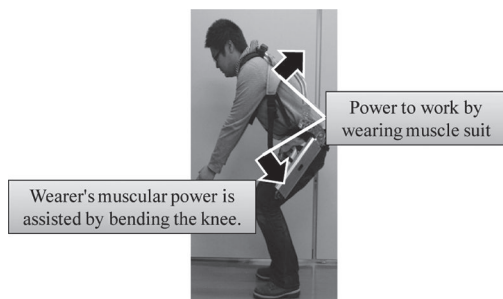 Power to work by
wearing muscle suit
Wearer's muscular power is
assisted by bending the knee.